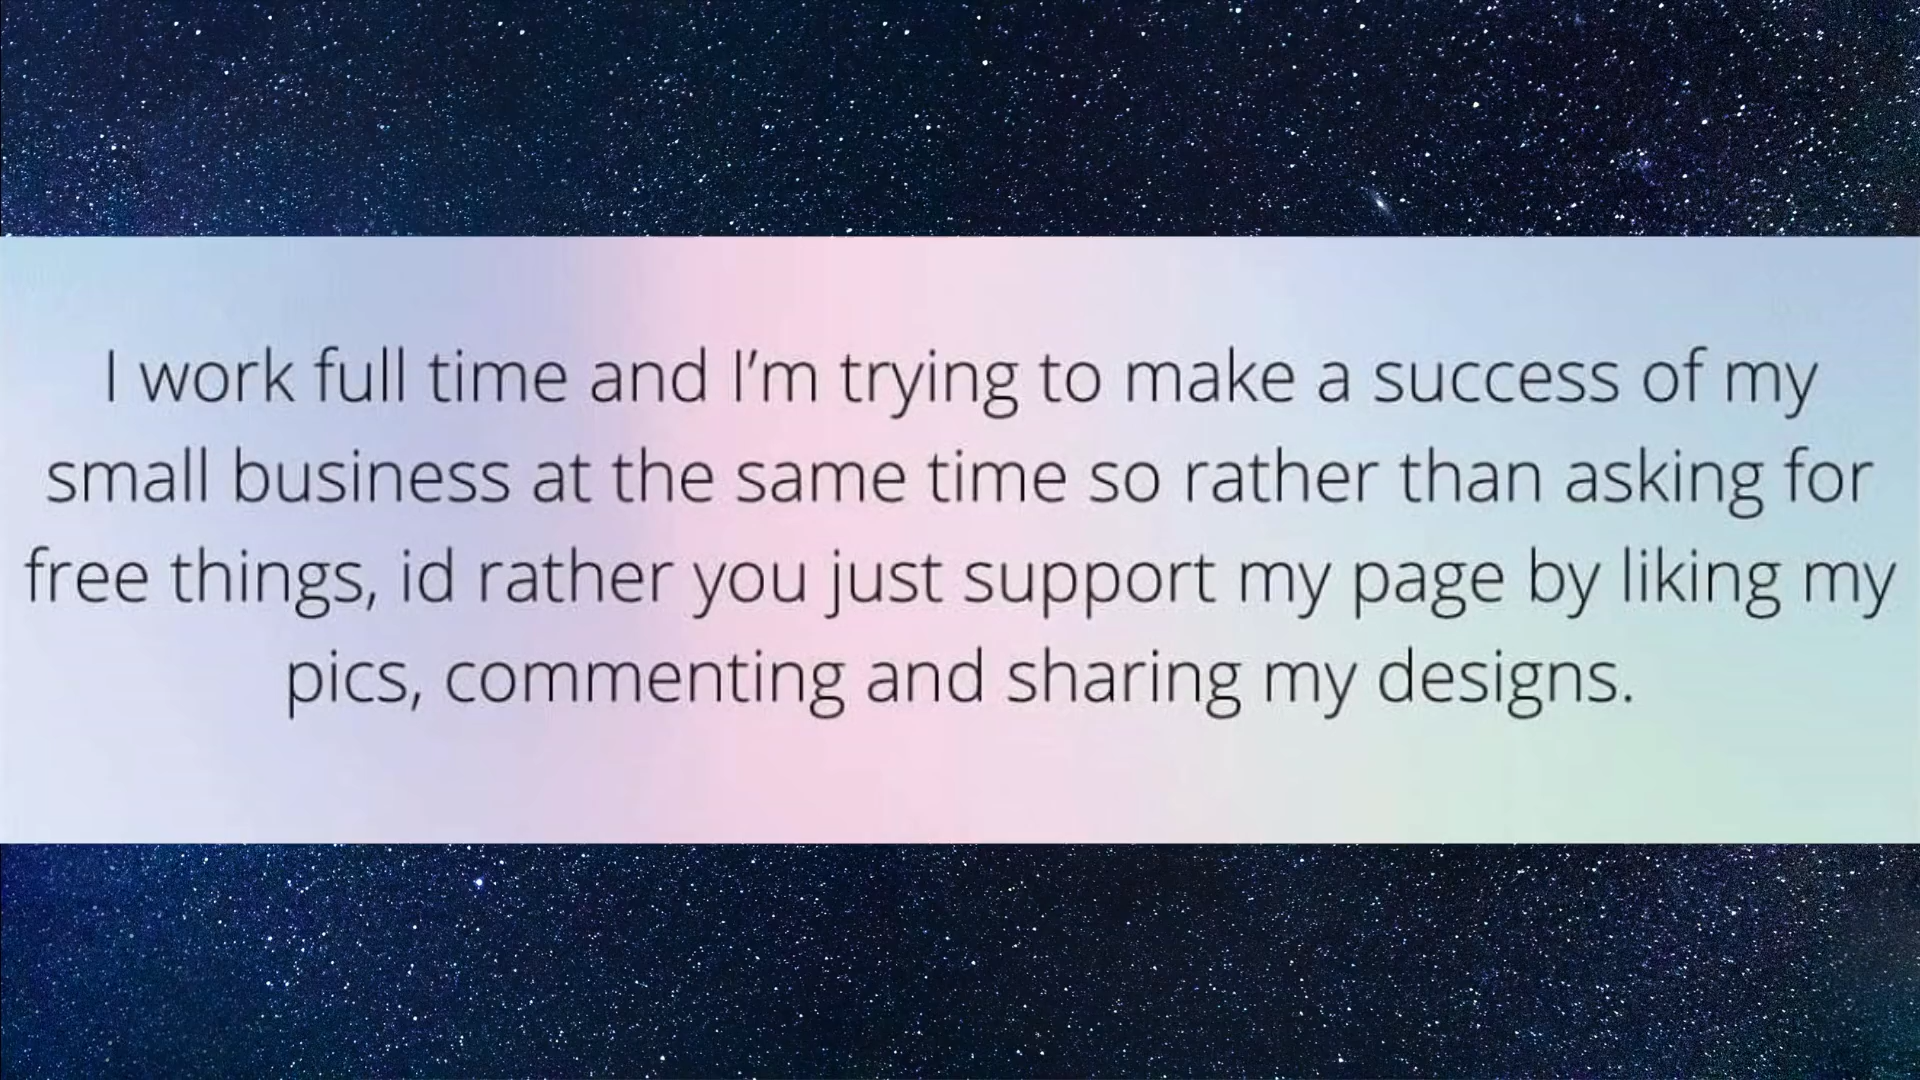 I work full time and I’m trying to make a success of my
small business at the same time so rather than asking for
free things, id rather you just support my page by liking my
pics, commenting and sharing my designs.